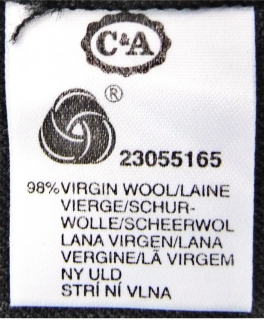 C&A
®
23055165
98% VIRGIN WOOL/LAINE
VIERGE/SCHUR-
WOLLE/SCHEERWOL
LANA VIRGEN/LANA
VERGINE/LÃ VIRGEM
NY ULD
STRÍ NÍ VLNA